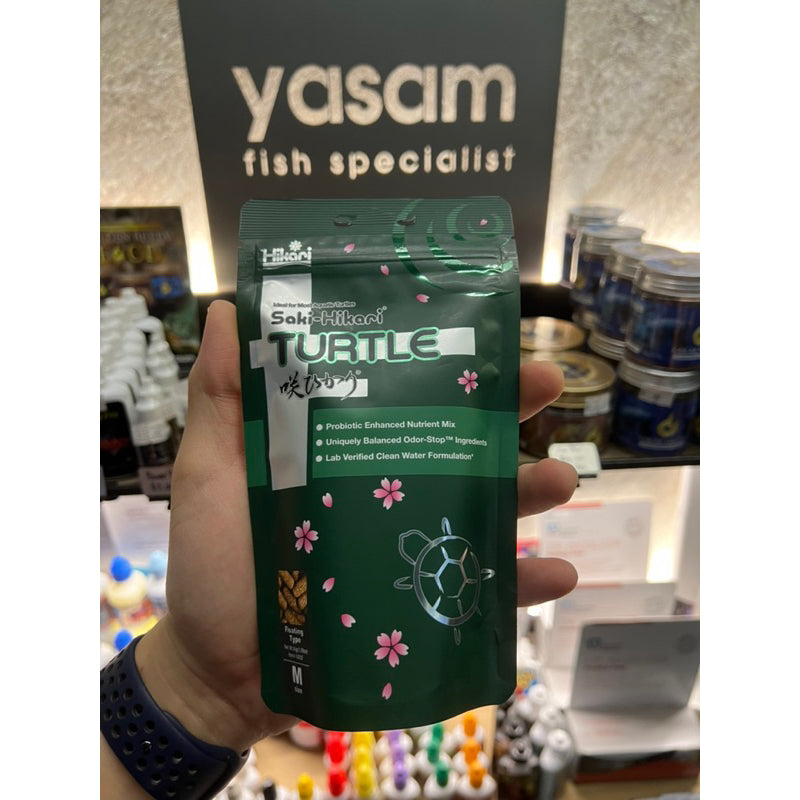 yasam
fish specialist
Hikari
Ideal for Most Aquatic Turtles
Saki-Hikari®
TURTLE
咲ひかり®
Probiotic Enhanced Nutrient Mix
Uniquely Balanced Odor-Stop™ Ingredients
Lab Verified Clean Water Formulation*
Floating
Type
M
size